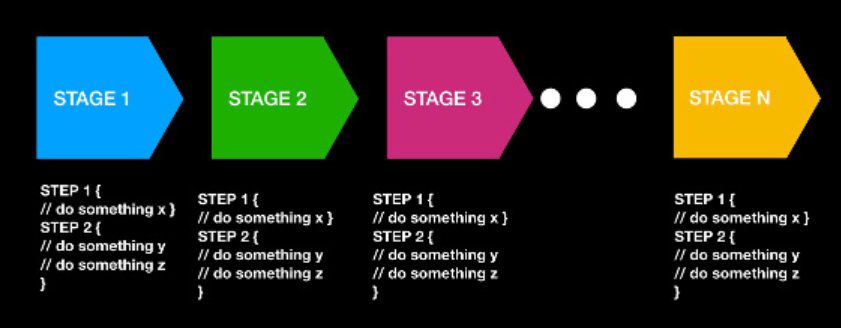 STAGE 1
STAGE 2
STAGE 3
STAGE N
STEP 1 {
// do something x }
STEP 2 {
// do something y
// do something z
}
STEP 1 {
// do something x }
STEP 2 {
// do something y
// do something z
}
STEP 1 {
// do something x }
STEP 2 {
// do something y
// do something z
}
STEP 1 {
// do something x }
STEP 2 {
// do something y
// do something z
}